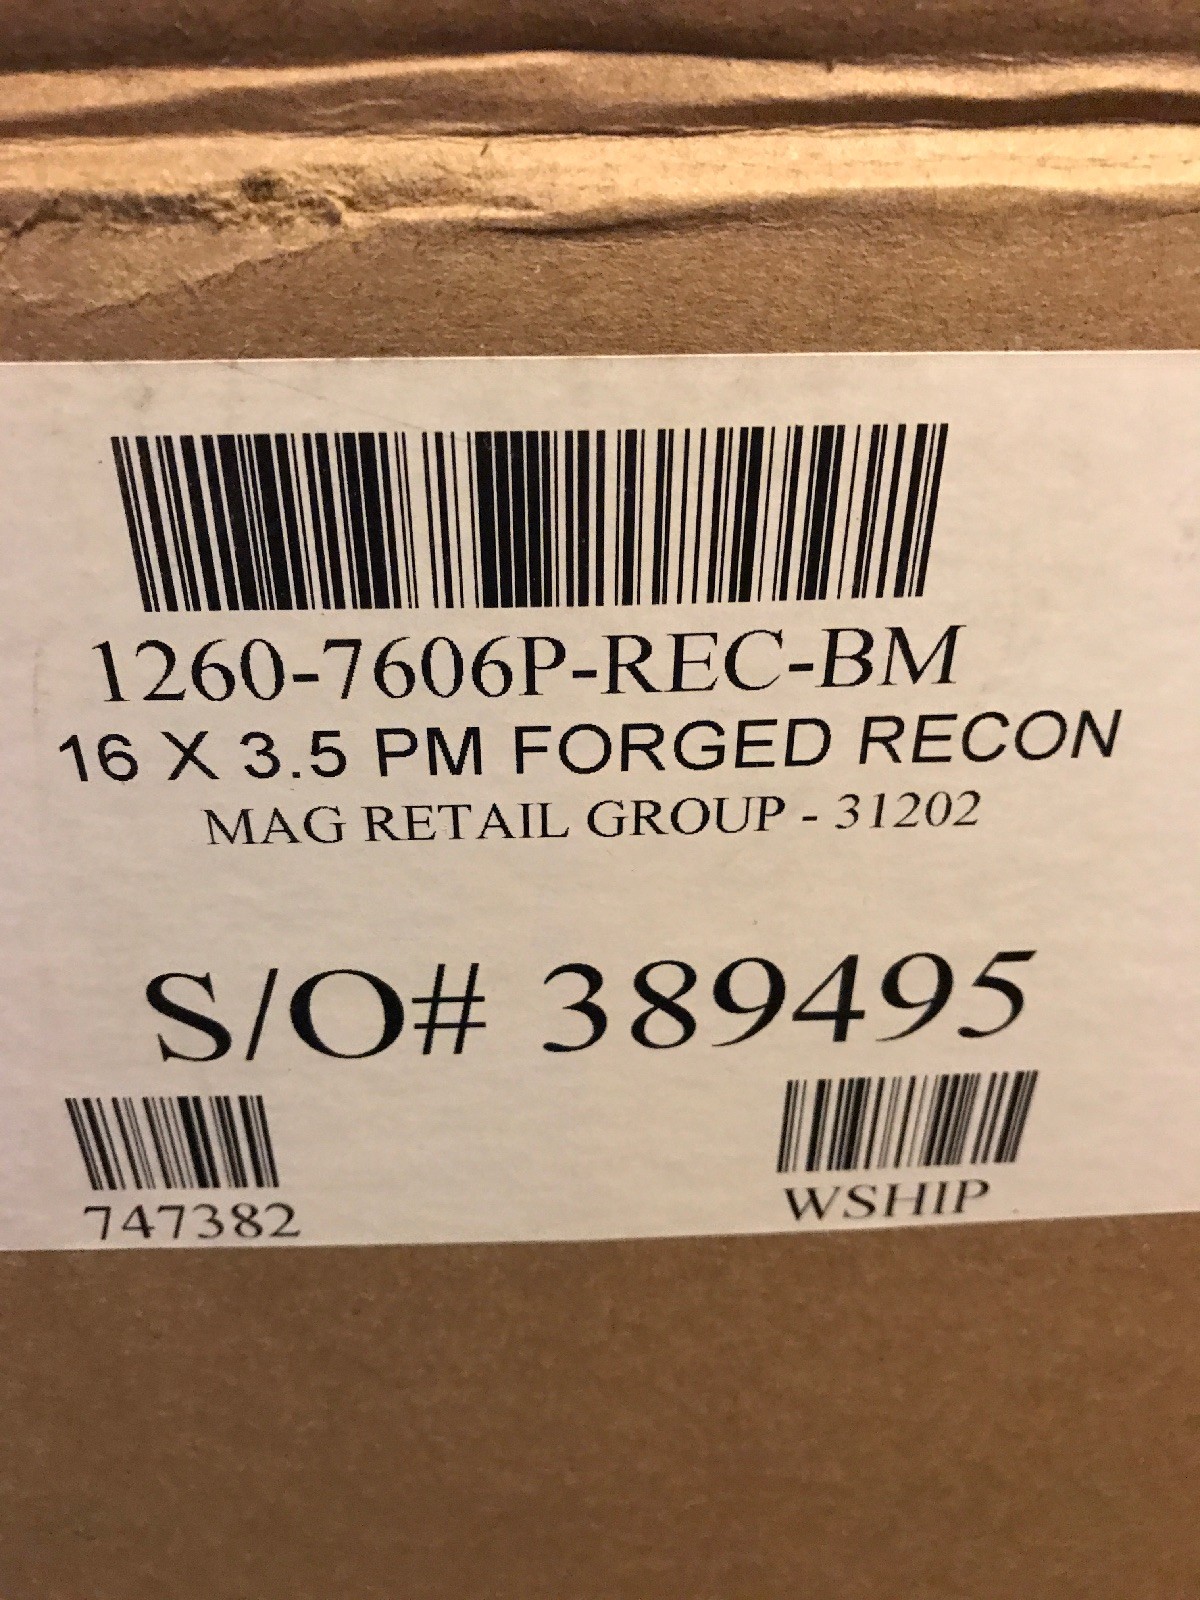 1260-7606P-REC-BM
16 X 3.5 PM FORGED RECON
MAG RETAIL GROUP - 31202
S/O# 389495
747382
WSHIP